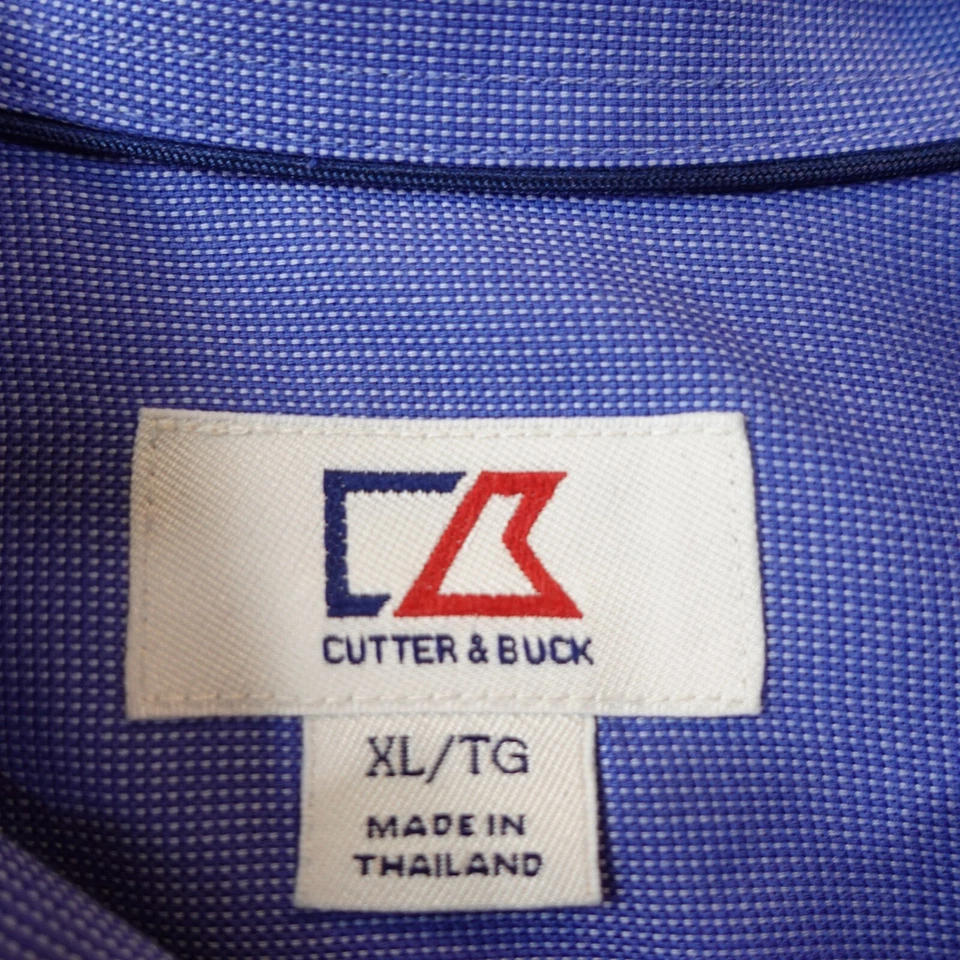 CUTTER & BUCK
XL/TG
MADE IN
THAILAND